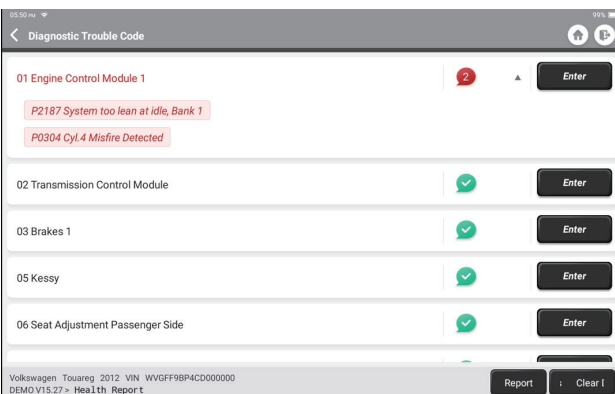 05:50 PM 99%
Diagnostic Trouble Code
01 Engine Control Module 1 2 Enter
P2187 System too lean at idle, Bank 1
P0304 Cyl.4 Misfire Detected
02 Transmission Control Module Enter
03 Brakes 1 Enter
05 Kessy Enter
06 Seat Adjustment Passenger Side Enter
Volkswagen Touareg 2012 VIN WVGFF9BP4CD000000
DEMO V15.27 > Health Report
Report Clear